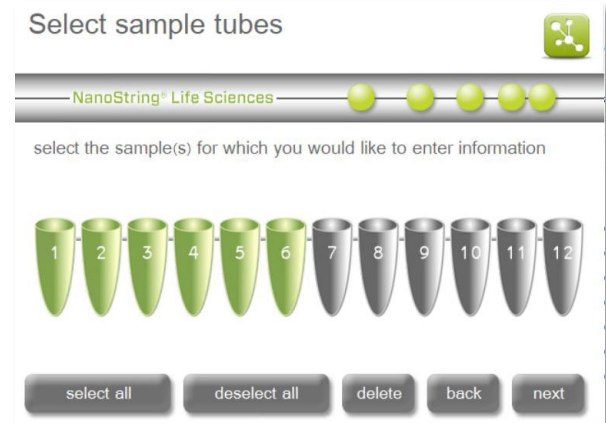 Select sample tubes
NanoString® Life Sciences
select the sample(s) for which you would like to enter information
1 2 3 4 5 6 7 8 9 10 11 12
select all deselect all delete back next